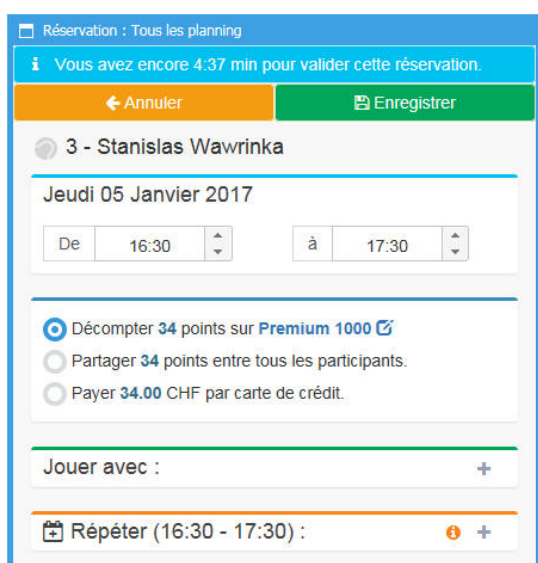 Réservation : Tous les planning
i Vous avez encore 4:37 min pour valider cette réservation.
Annuler Enregistrer
3 - Stanislas Wawrinka
Jeudi 05 Janvier 2017
De 16:30 à 17:30
Décompter 34 points sur Premium 1000
Partager 34 points entre tous les participants.
Payer 34.00 CHF par carte de crédit.
Jouer avec : +
Répéter (16:30 - 17:30) : i +